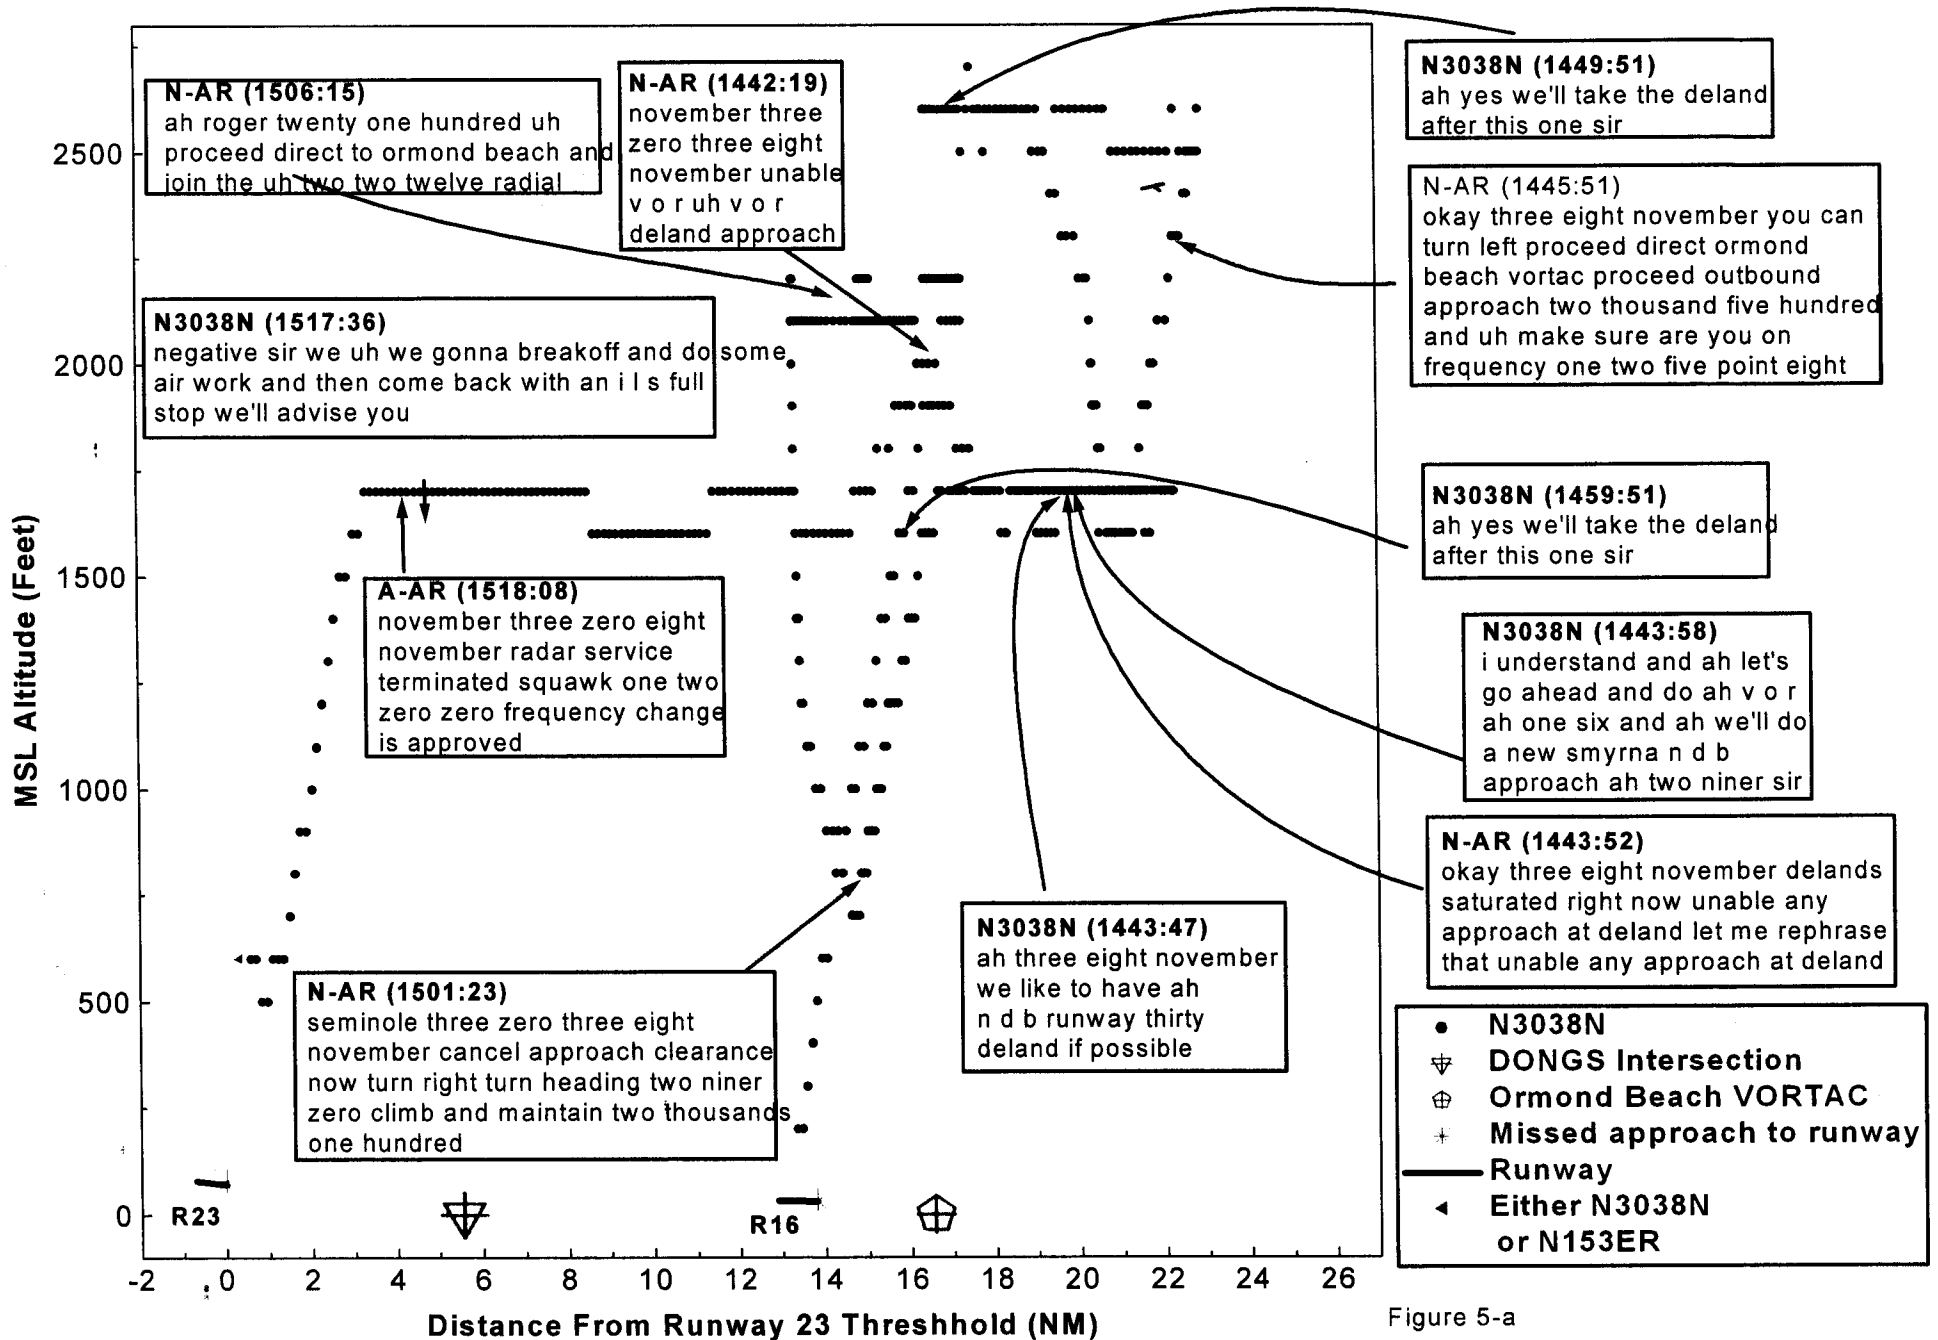 N-AR (1506:15)
ah roger twenty one hundred uh
proceed direct to ormond beach and
join the uh two two twelve radial
N-AR (1442:19)
november three
zero three eight
november unable
v o r uh v o r
deland approach
N3038N (1449:51)
ah yes we'll take the deland
after this one sir
N-AR (1445:51)
okay three eight november you can
turn left proceed direct ormond
beach vortac proceed outbound
approach two thousand five hundred
and uh make sure are you on
frequency one two five point eight
N3038N (1517:36)
negative sir we uh we gonna breakoff and do some
air work and then come back with an i l s full
stop we'll advise you
N3038N (1459:51)
ah yes we'll take the deland
after this one sir
A-AR (1518:08)
november three zero eight
november radar service
terminated squawk one two
zero zero frequency change
is approved
N3038N (1443:58)
i understand and ah let's
go ahead and do ah v o r
ah one six and ah we'll do
a new smyrna n d b
approach ah two niner sir
N-AR (1443:52)
okay three eight november delands
saturated right now unable any
approach at deland let me rephrase
that unable any approach at deland
N3038N (1443:47)
ah three eight november
we like to have ah
n d b runway thirty
deland if possible
N-AR (1501:23)
seminole three zero three eight
november cancel approach clearance
now turn right turn heading two niner
zero climb and maintain two thousands
one hundred
N3038N
DONGS Intersection
Ormond Beach VORTAC
Missed approach to runway
Runway
Either N3038N
or N153ER
MSL Altitude (Feet)
2500
2000
1500
1000
500
0
R23
R16
-2 0 2 4 6 8 10 12 14 16 18 20 22 24 26
Distance From Runway 23 Threshhold (NM)
Figure 5-a